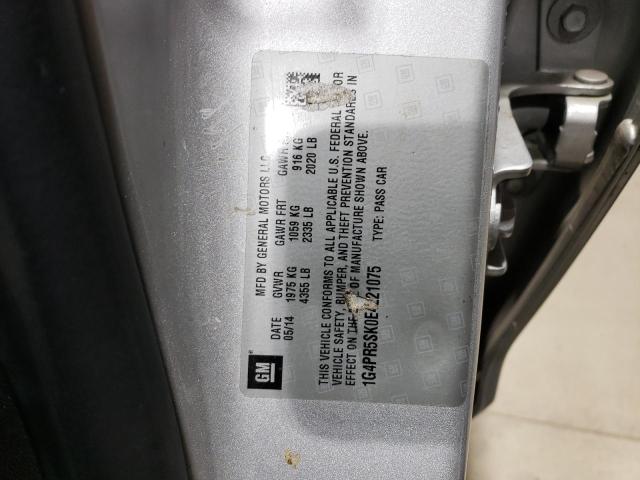 GM
MFD BY GENERAL MOTORS LLC
DATE GVWR GAWR FRT GAWR
05/14 1975 KG 1059 KG 916 KG
4355 LB 2335 LB 2020 LB
THIS VEHICLE CONFORMS TO ALL APPLICABLE U.S. FEDERAL
VEHICLE SAFETY, BUMPER, AND THEFT PREVENTION STANDARDS IN
EFFECT ON THE OF MANUFACTURE SHOWN ABOVE.
TYPE: PASS CAR